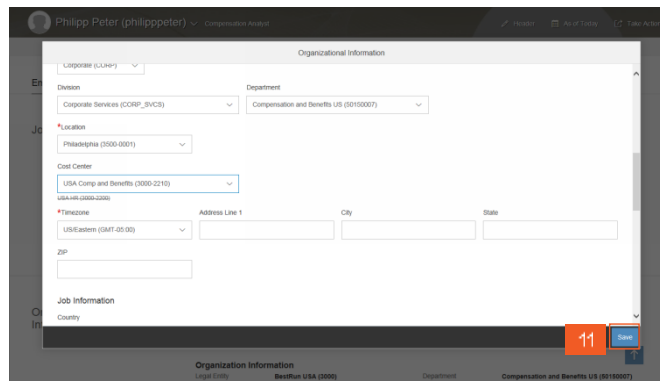 Philipp Peter (philipppeter) Compensation Analyst
Header As of Today Take Action
Organizational Information
Corporate (CORP)
Division Department
Corporate Services (CORP_SVCS) Compensation and Benefits US (50150007)
*Location
Philadelphia (3500-0001)
Cost Center
USA Comp and Benefits (3000-2210)
USA HR (3000-2200)
*Timezone Address Line 1 City State
US/Eastern (GMT-05:00)
ZIP
Job Information
Country
11 Save
Organization Information
Legal Entity BestRun USA (3000) Department Compensation and Benefits US (50150007)